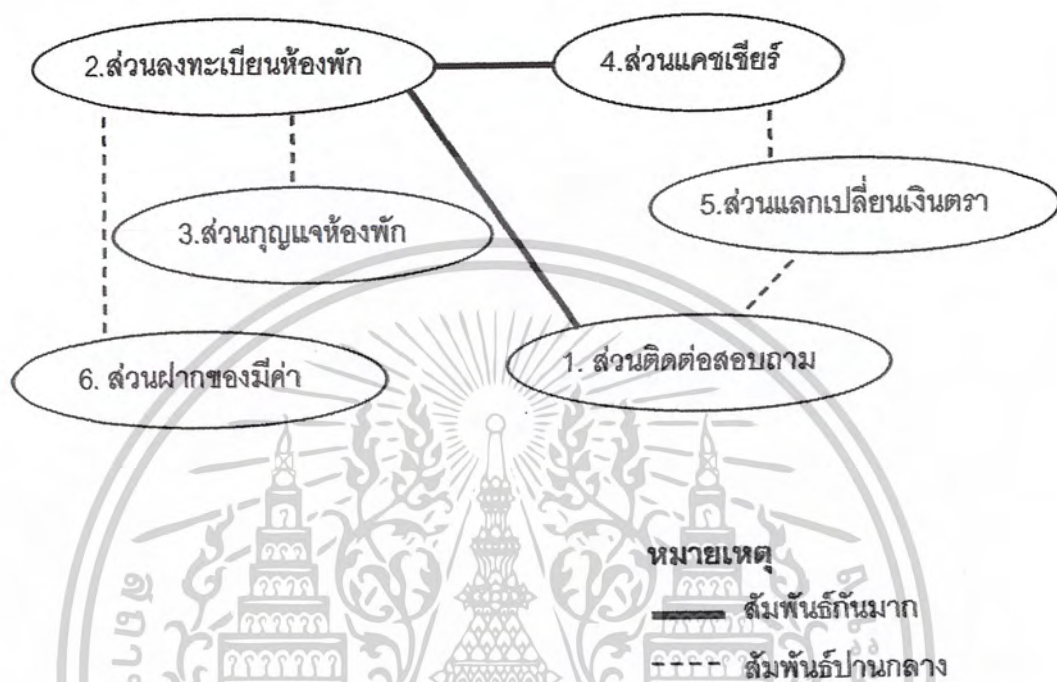 2.ส่วนลงทะเบียนห้องพัก
4.ส่วนแคชเชียร์
5.ส่วนแลกเปลี่ยนเงินตรา
3.ส่วนกุญแจห้องพัก
1. ส่วนติดต่อสอบถาม
6. ส่วนฝากของมีค่า
หมายเหตุ
สัมพันธ์กันมาก
สัมพันธ์ปานกลาง